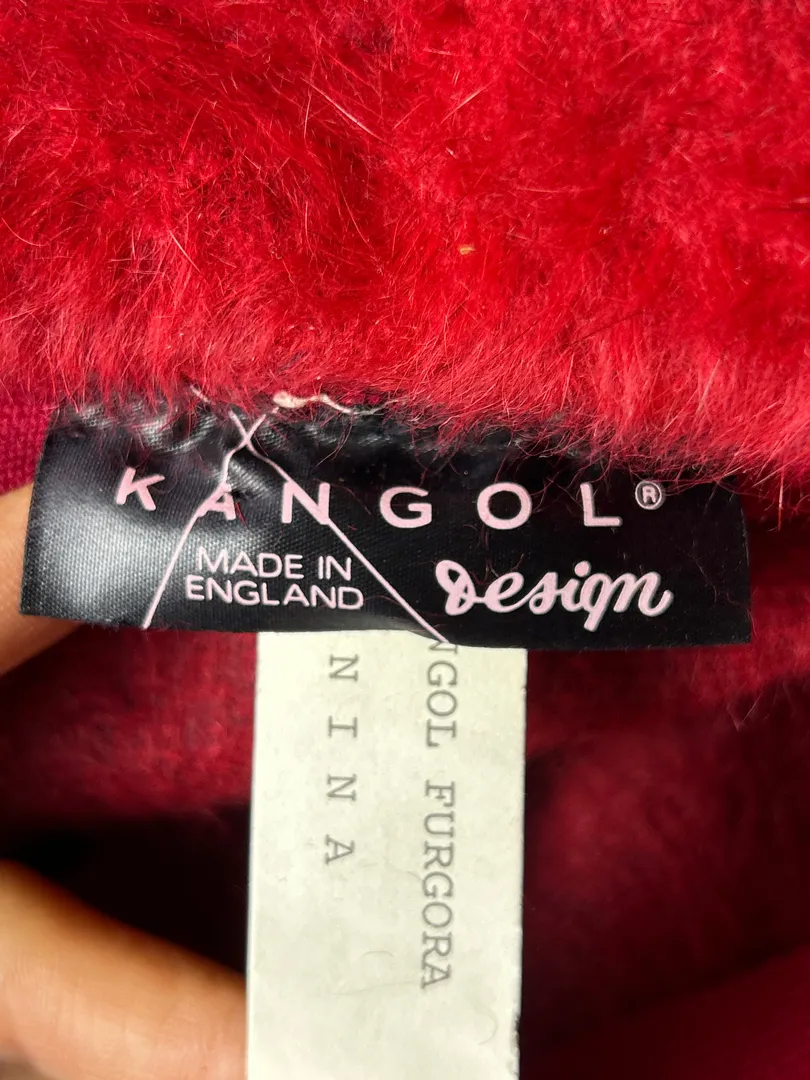 KANGOL®
MADE IN
ENGLAND
Design
NGOL FURGORA
NINA